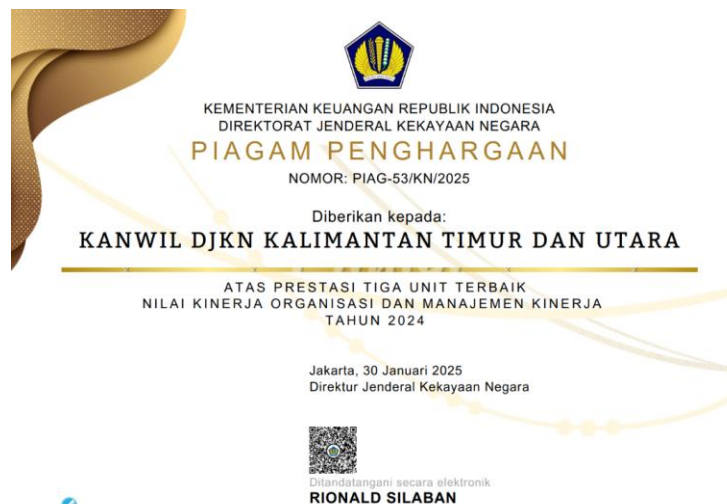 KEMENTERIAN KEUANGAN REPUBLIK INDONESIA
DIREKTORAT JENDERAL KEKAYAAN NEGARA
PIAGAM PENGHARGAAN
NOMOR: PIAG-53/KN/2025
Diberikan kepada:
KANWIL DJKN KALIMANTAN TIMUR DAN UTARA
ATAS PRESTASI TIGA UNIT TERBAIK
NILAI KINERJA ORGANISASI DAN MANAJEMEN KINERJA
TAHUN 2024
Jakarta, 30 Januari 2025
Direktur Jenderal Kekayaan Negara
Ditandatangani secara elektronik
RIONALD SILABAN